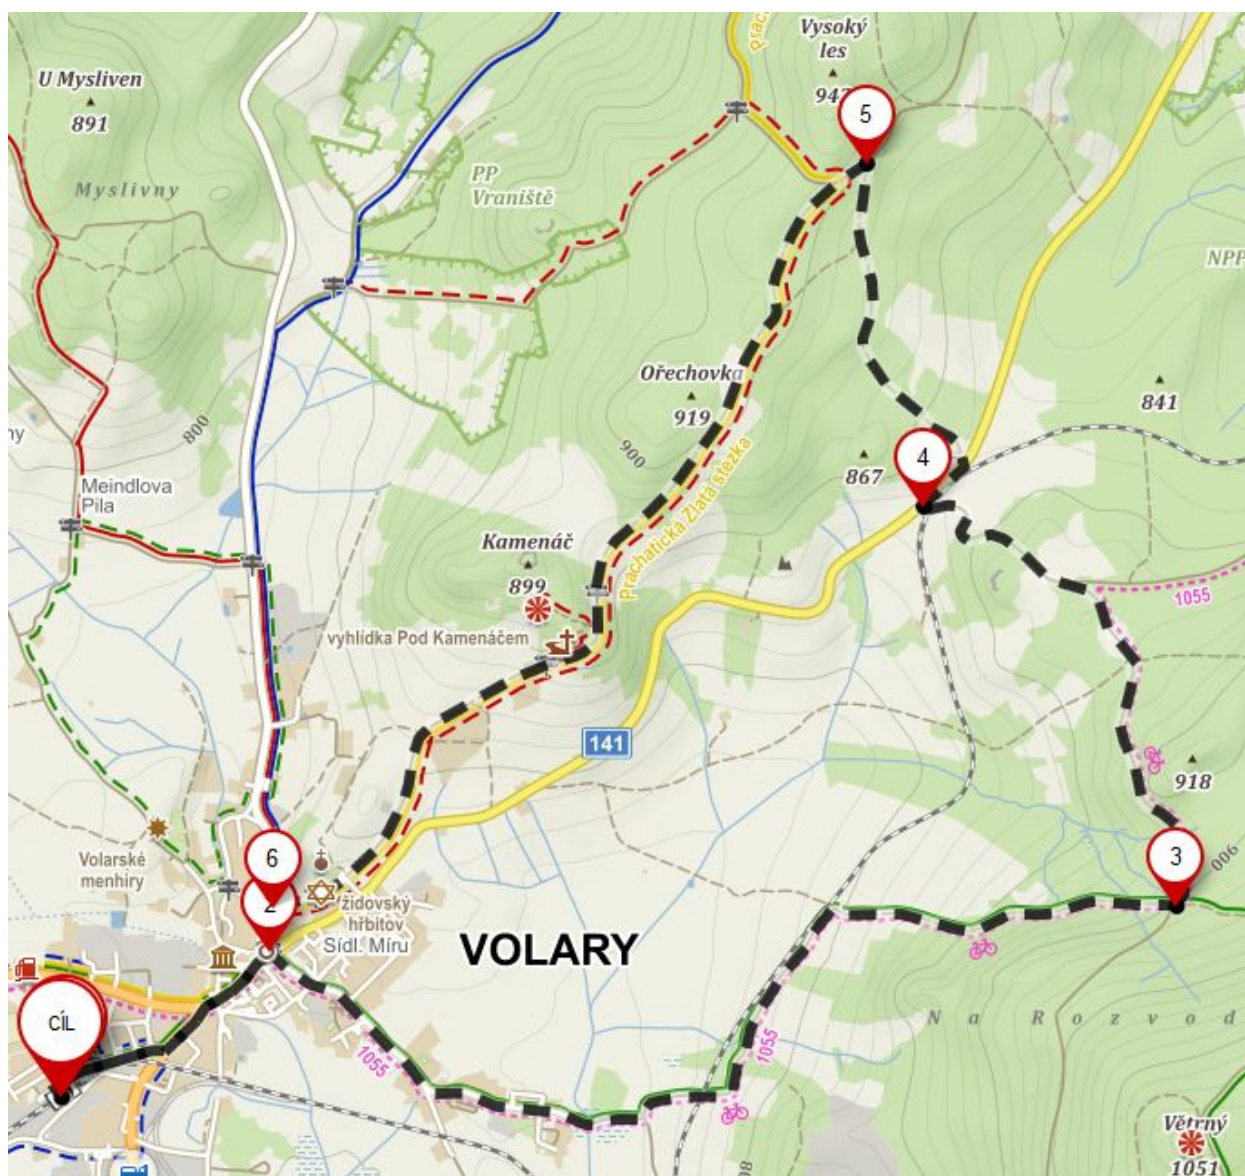 Vysoký
les
5
U Mysliven
891
Myslivny
PP
Vraniště
NPP
Ořechovka
919
841
800
900
867
4
Meindlova
Pila
Prachatická Zlatá stezka
Kamenáč
899
1055
vyhlídka Pod Kamenáčem
141
918
Volarské
menhiry
6
2
3
900
židovský
hřbitov
Sídl. Míru
VOLARY
CÍL
Na Rozvod
1055
1055
Větrný
1051